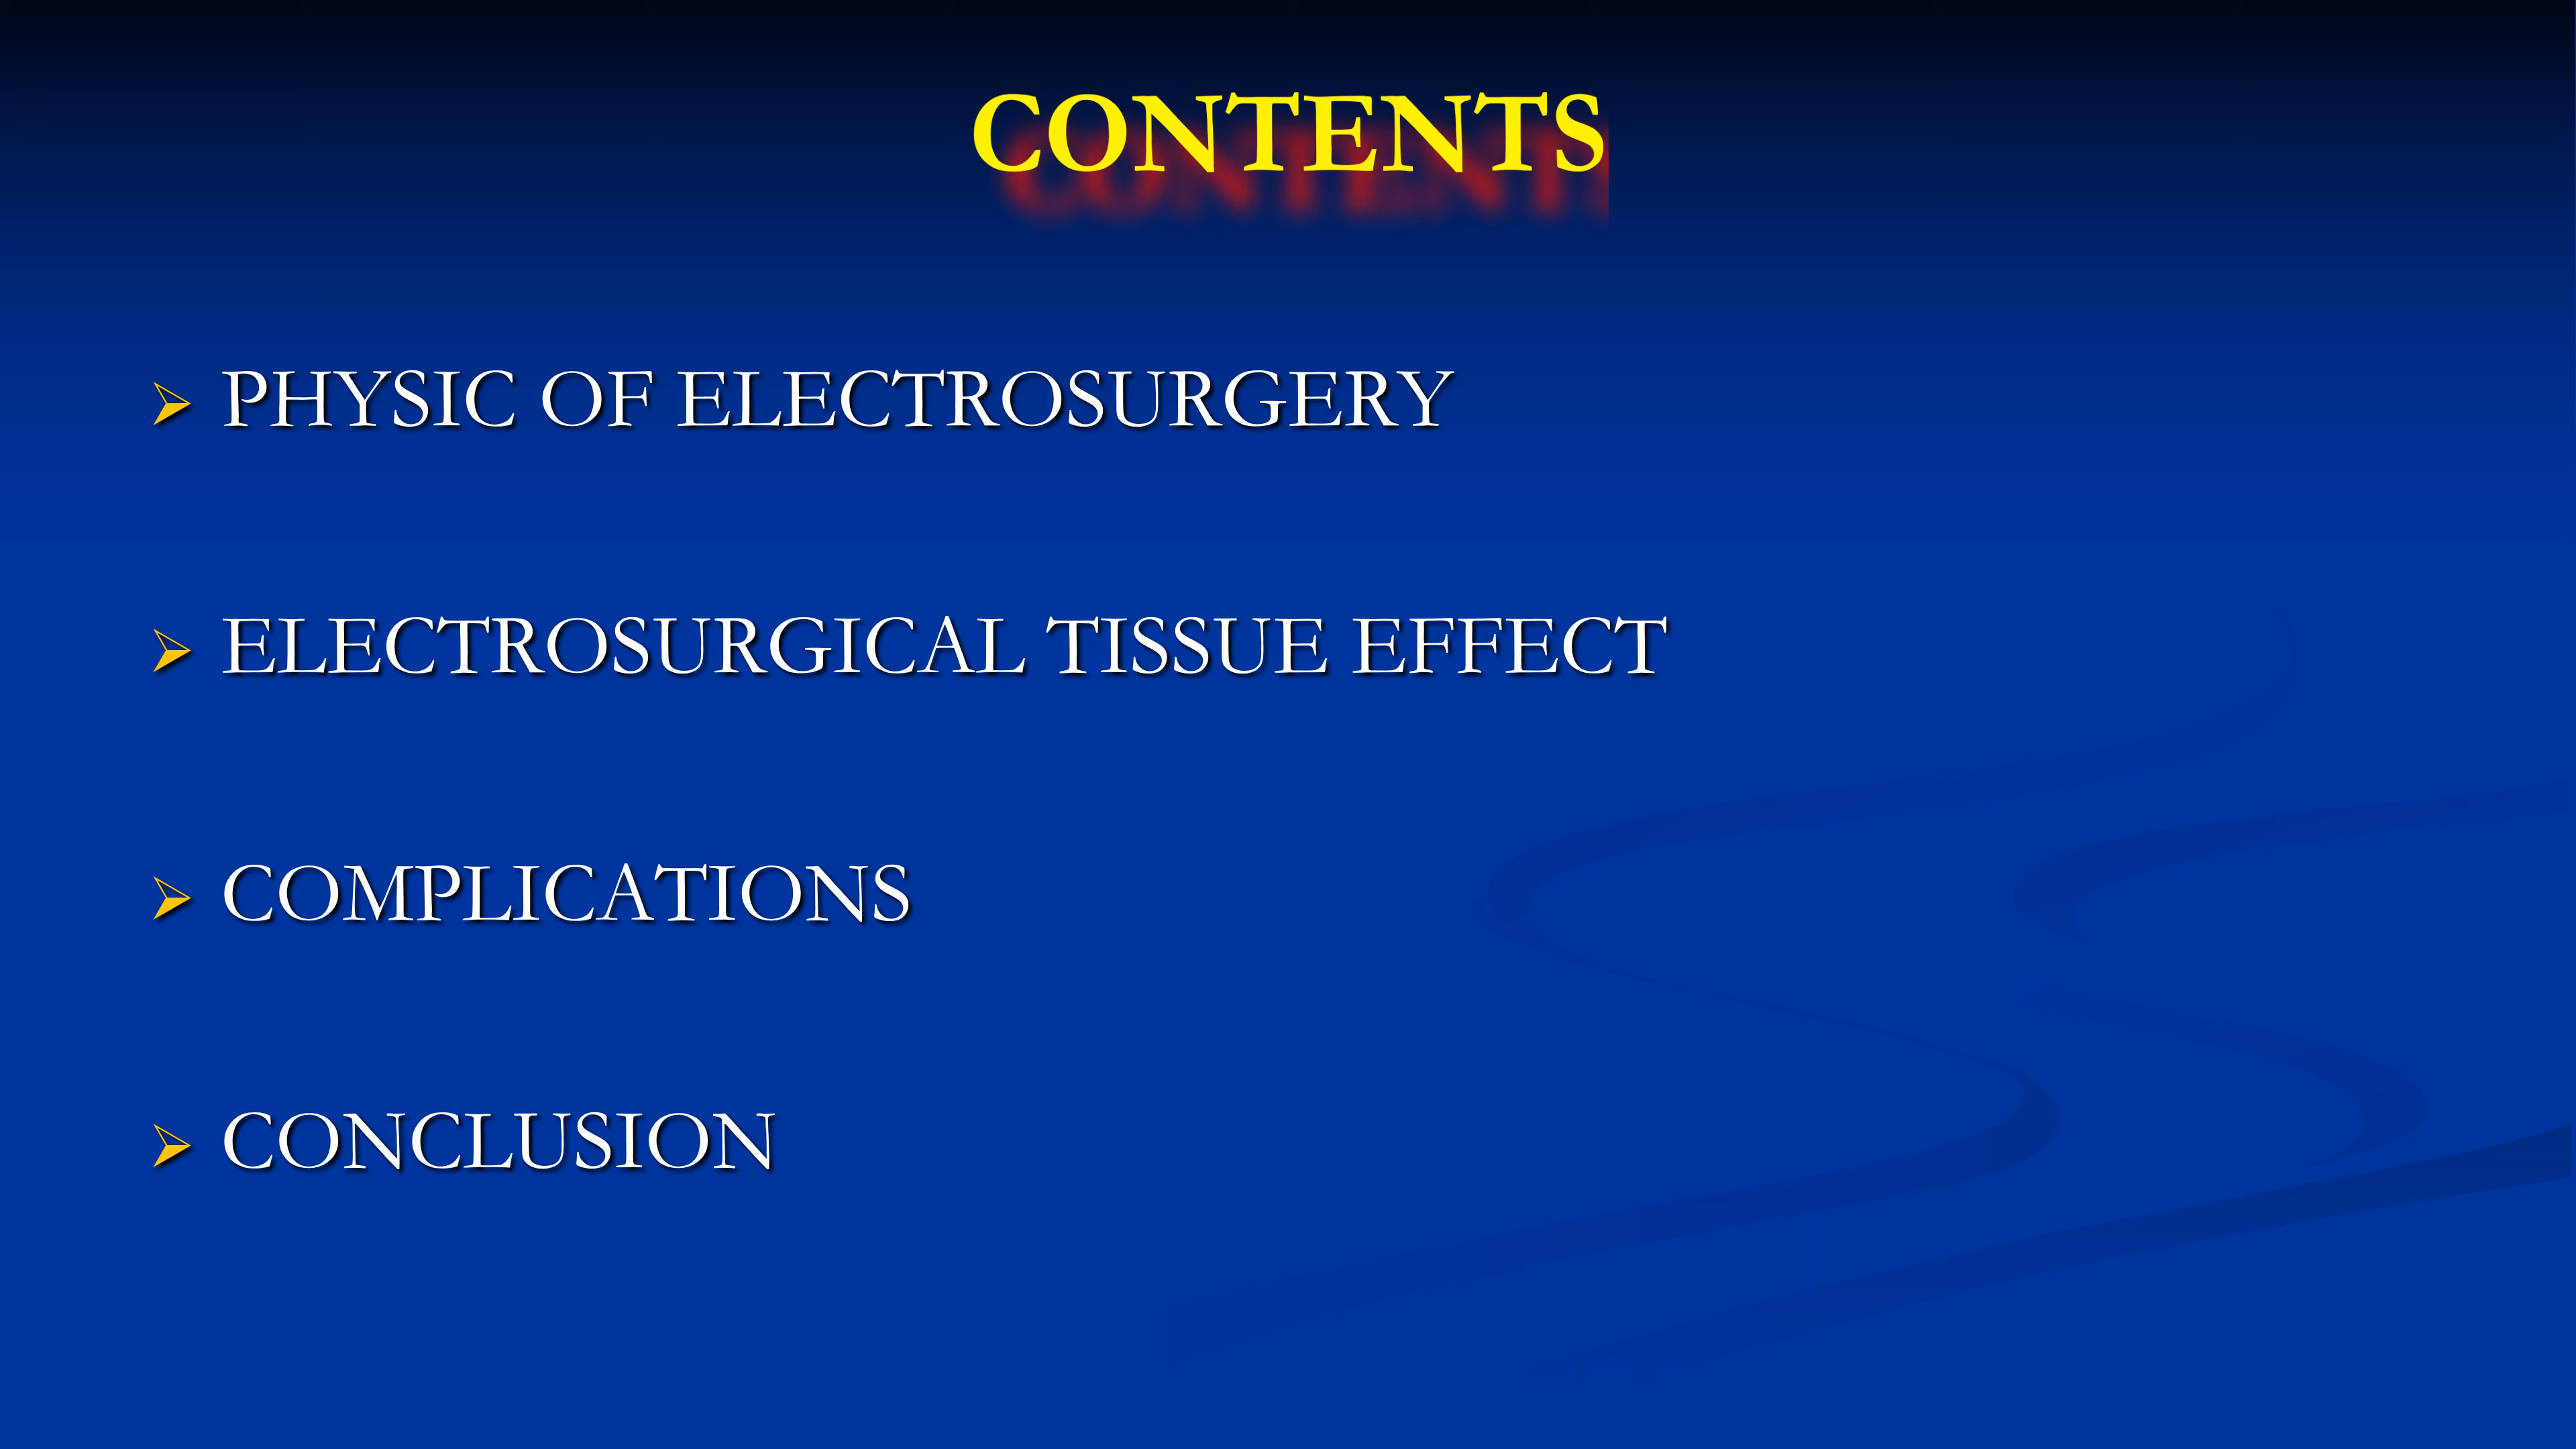 CONTENTS
PHYSIC OF ELECTROSURGERY
ELECTROSURGICAL TISSUE EFFECT
COMPLICATIONS
CONCLUSION